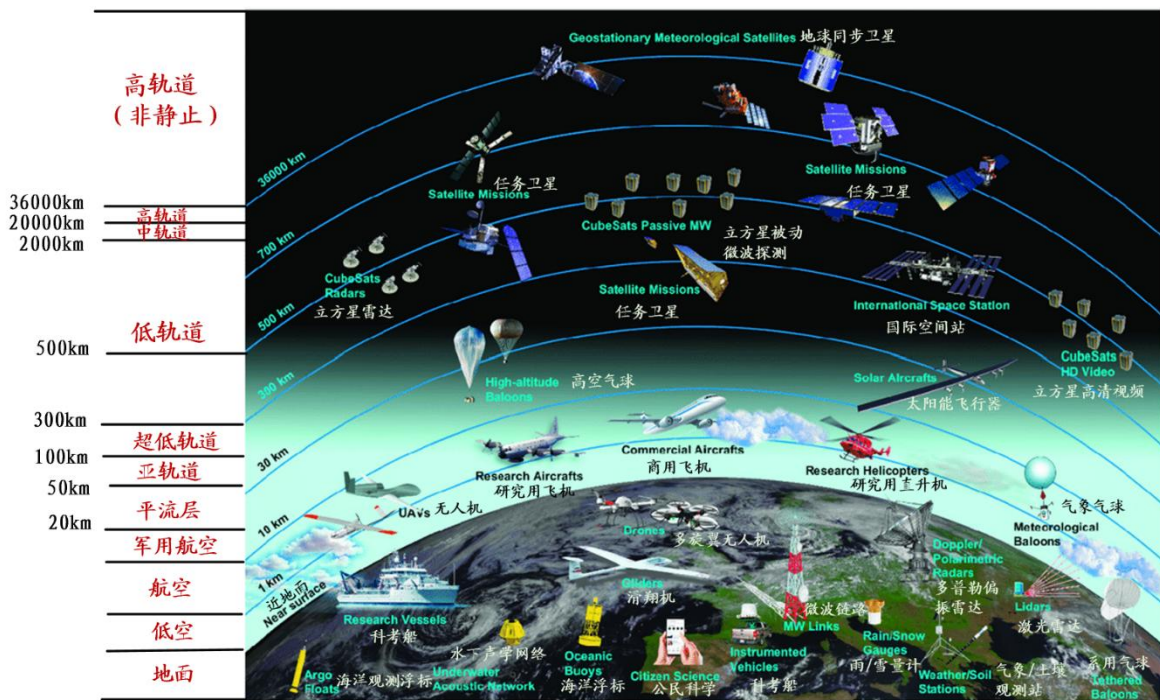 高轨道
(非静止)
36000km
高轨道
20000km
中轨道
2000km
低轨道
500km
300km
超低轨道
100km
亚轨道
50km
平流层
20km
军用航空
航空
低空
地面
36000 km
700 km
500 km
300 km
30 km
10 km
1 km
近地面
Near surface
Geostationary Meteorological Satellites 地球同步卫星
Satellite Missions
任务卫星
Satellite Missions
任务卫星
CubeSats Passive MW
立方星被动
微波探测
CubeSats
Radars
立方星雷达
Satellite Missions
任务卫星
International Space Station
国际空间站
CubeSats
HD Video
立方星高清视频
High-altitude
Baloons
高空气球
Solar Aircrafts
太阳能飞行器
Commercial Aircrafts
商用飞机
Research Aircrafts
研究用飞机
Research Helicopters
研究用直升机
UAVs 无人机
Meteorological
Baloons
气象气球
Drones
多旋翼无人机
Gliders
滑翔机
Doppler/
Polarimetric
Radars
多普勒偏
振雷达
Lidars
激光雷达
微波链路
MW Links
Research Vessels
科考船
水下声学网络
Underwater
Acoustic Network
Argo
Floats
海洋观测浮标
Oceanic
Buoys
海洋浮标
Citizen Science
公民科学
Instrumented
Vehicles
科考船
Rain/Snow
Gauges
雨/雪量计
Weather/Soil
Stations
气象/土壤
观测站
系用气球
Tethered
Baloons